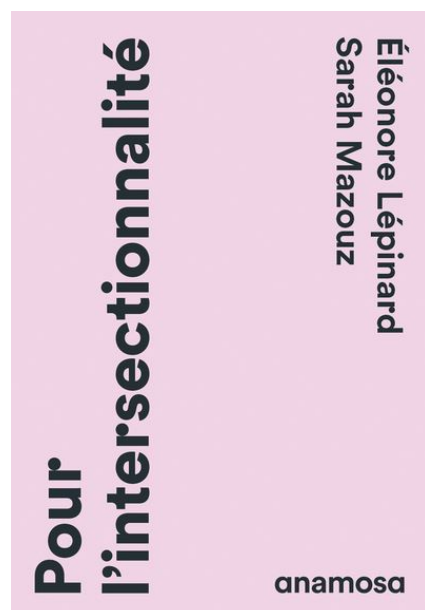 Pour
l’intersectionnalité
Éléonore Lépinard
Sarah Mazouz
anamosa